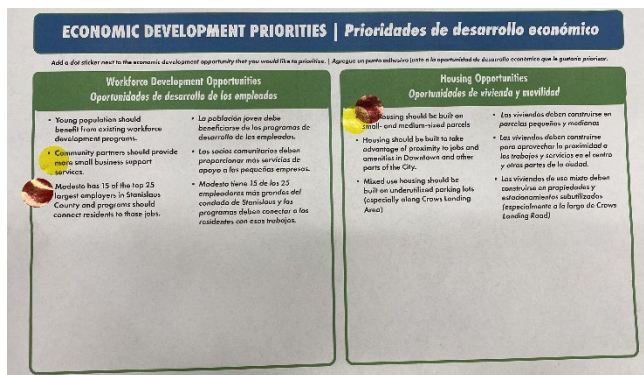 ECONOMIC DEVELOPMENT PRIORITIES | Prioridades de desarrollo económico
Add a dot sticker next to the economic development opportunity that you would like to prioritize. | Agregue un punto adhesivo junto a la oportunidad de desarrollo económico que le gustaría priorizar.
Workforce Development Opportunities
Oportunidades de desarrollo de los empleados
• Young population should
benefit from existing workforce
development programs.
• Community partners should provide
more small business support
services.
• Modesto has 15 of the top 25
largest employers in Stanislaus
County and programs should
connect residents to those jobs.
• La población joven debe
beneficiarse de los programas de
desarrollo de los empleados.
• Los socios comunitarios deben
proporcionar más servicios de
apoyo a las pequeñas empresas.
• Modesto tiene 15 de los 25
empleadores más grandes del
condado de Stanislaus y los
programas deben conectar a los
residentes con esos trabajos.
Housing Opportunities
Oportunidades de vivienda y movilidad
Housing should be built on
small- and medium-sized parcels
• Housing should be built to take
advantage of proximity to jobs and
amenities in Downtown and other
parts of the City.
• Mixed use housing should be
built on underutilized parking lots
(especially along Crows Landing
Area)
• Las viviendas deben construirse en
parcelas pequeñas y medianas
• Las viviendas deben construirse
para aprovechar la proximidad a
los trabajos y servicios en el centro
y otras partes de la ciudad.
• Las viviendas de uso mixto deben
construirse en propiedades y
estacionamientos subutilizados
(especialmente a lo largo de Crows
Landing Road)